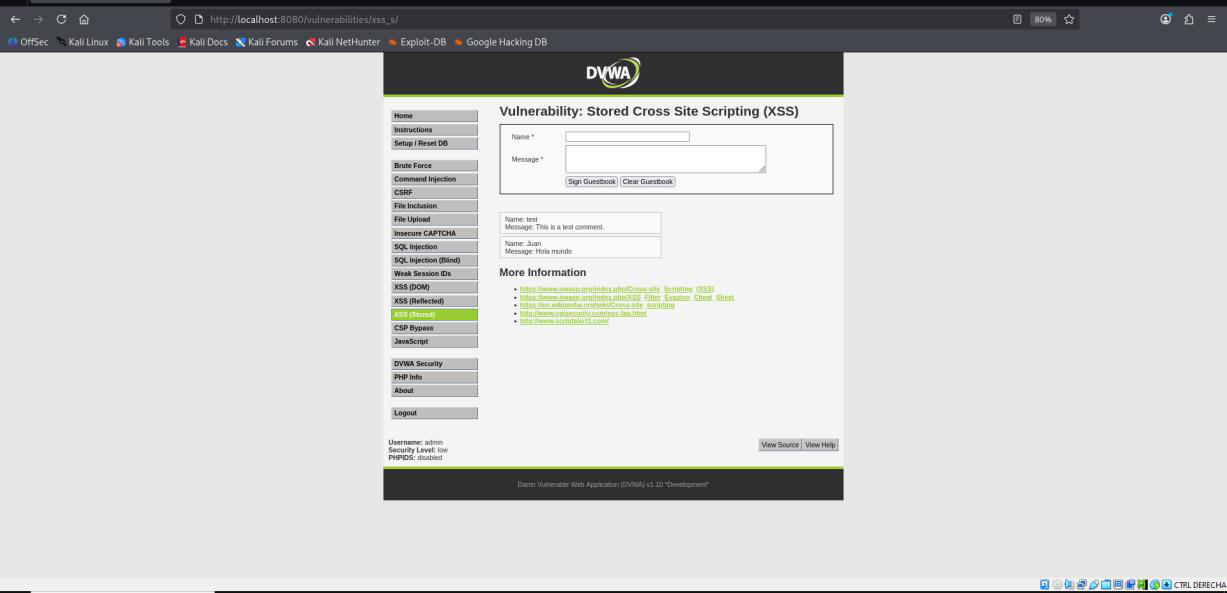 http://localhost:8080/vulnerabilities/xss_s/
80%
OffSec Kali Linux Kali Tools Kali Docs Kali Forums Kali NetHunter Exploit-DB Google Hacking DB
DVWA
Home
Instructions
Setup / Reset DB
Brute Force
Command Injection
CSRF
File Inclusion
File Upload
Insecure CAPTCHA
SQL Injection
SQL Injection (Blind)
Weak Session IDs
XSS (DOM)
XSS (Reflected)
XSS (Stored)
CSP Bypass
JavaScript
DVWA Security
PHP Info
About
Logout
Vulnerability: Stored Cross Site Scripting (XSS)
Name *
Message *
Sign Guestbook Clear Guestbook
Name: test
Message: This is a test comment.
Name: Juan
Message: Hola mundo
More Information
https://www.owasp.org/index.php/Cross-site_Scripting_(XSS)
https://www.owasp.org/index.php/XSS_Filter_Evasion_Cheat_Sheet
https://en.wikipedia.org/wiki/Cross-site_scripting
http://www.cgisecurity.com/xss-faq.html
http://www.scriptalert1.com/
Username: admin
Security Level: low
PHPIDS: disabled
View Source View Help
Damn Vulnerable Web Application (DVWA) v1.10 *Development*
CTRL DERECHA